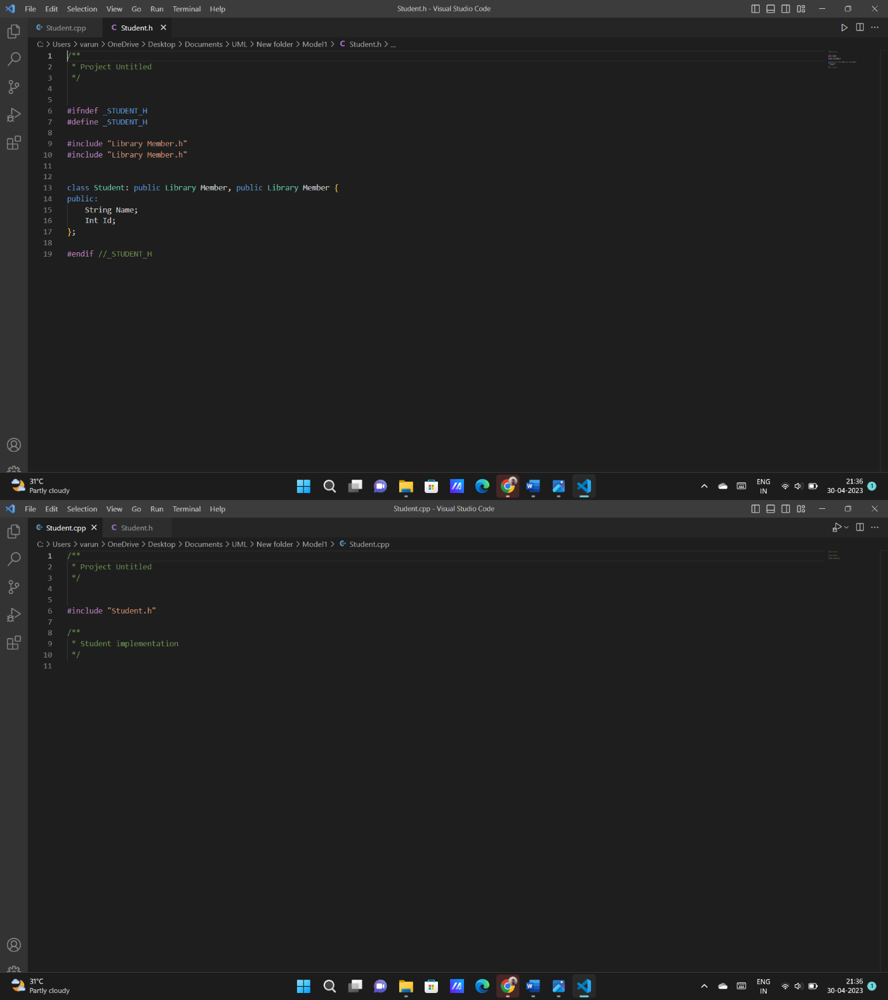 File Edit Selection View Go Run Terminal Help Student.h - Visual Studio Code
Student.cpp Student.h
C: > Users > varun > OneDrive > Desktop > Documents > UML > New folder > Model1 > C Student.h > ...
1 /**
2 * Project Untitled
3 */
4
5
6 #ifndef _STUDENT_H
7 #define _STUDENT_H
8
9 #include "Library Member.h"
10 #include "Library Member.h"
11
12
13 class Student: public Library Member, public Library Member {
14 public:
15 String Name;
16 Int Id;
17 };
18
19 #endif //_STUDENT_H
31°C
Partly cloudy
ENG
IN
21:36
30-04-2023
1
File Edit Selection View Go Run Terminal Help Student.cpp - Visual Studio Code
Student.cpp C Student.h
C: > Users > varun > OneDrive > Desktop > Documents > UML > New folder > Model1 > Student.cpp
1 /**
2 * Project Untitled
3 */
4
5
6 #include "Student.h"
7
8 /**
9 * Student implementation
10 */
11
31°C
Partly cloudy
ENG
IN
21:36
30-04-2023
1